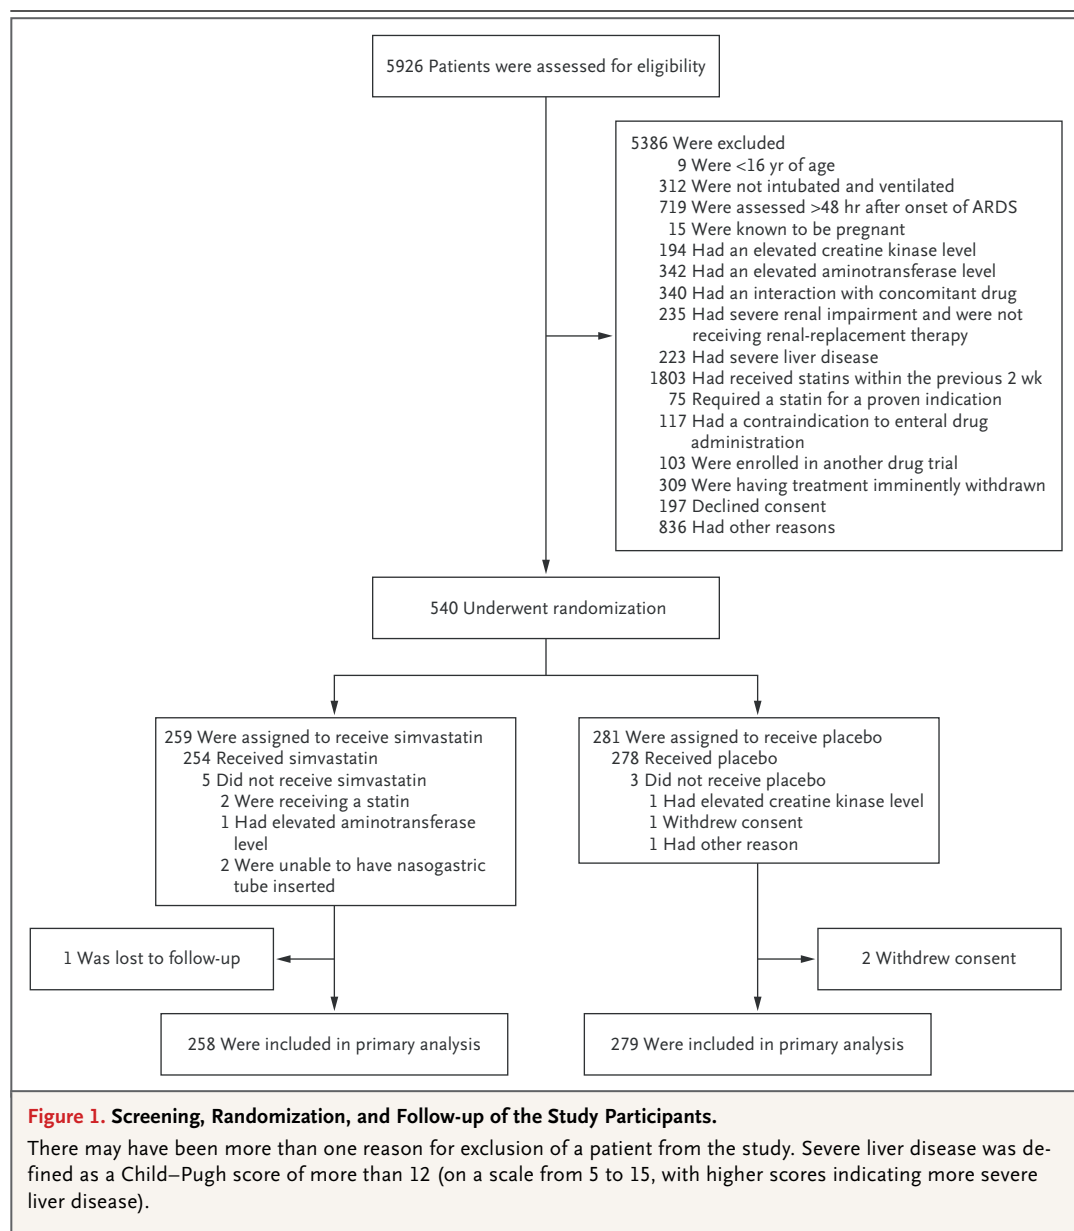 5926 Patients were assessed for eligibility
5386 Were excluded
9 Were <16 yr of age
312 Were not intubated and ventilated
719 Were assessed >48 hr after onset of ARDS
15 Were known to be pregnant
194 Had an elevated creatine kinase level
342 Had an elevated aminotransferase level
340 Had an interaction with concomitant drug
235 Had severe renal impairment and were not
receiving renal-replacement therapy
223 Had severe liver disease
1803 Had received statins within the previous 2 wk
75 Required a statin for a proven indication
117 Had a contraindication to enteral drug
administration
103 Were enrolled in another drug trial
309 Were having treatment imminently withdrawn
197 Declined consent
836 Had other reasons
540 Underwent randomization
259 Were assigned to receive simvastatin
254 Received simvastatin
5 Did not receive simvastatin
2 Were receiving a statin
1 Had elevated aminotransferase
level
2 Were unable to have nasogastric
tube inserted
281 Were assigned to receive placebo
278 Received placebo
3 Did not receive placebo
1 Had elevated creatine kinase level
1 Withdrew consent
1 Had other reason
1 Was lost to follow-up
2 Withdrew consent
258 Were included in primary analysis
279 Were included in primary analysis
Figure 1. Screening, Randomization, and Follow-up of the Study Participants.
There may have been more than one reason for exclusion of a patient from the study. Severe liver disease was de-
fined as a Child–Pugh score of more than 12 (on a scale from 5 to 15, with higher scores indicating more severe
liver disease).